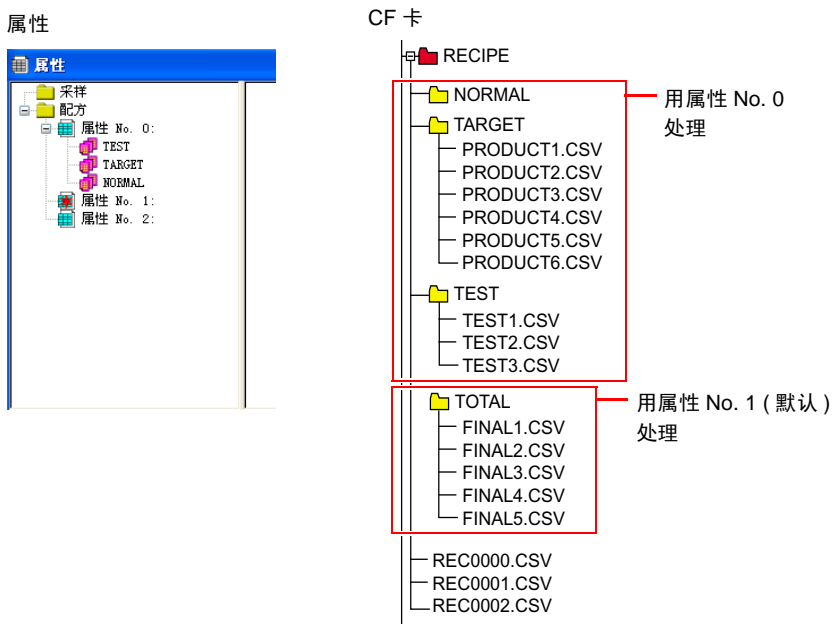 属性
属性
采样
配方
属性 No. 0:
TEST
TARGET
NORMAL
属性 No. 1:
属性 No. 2:
CF 卡
RECIPE
NORMAL
TARGET
PRODUCT1.CSV
PRODUCT2.CSV
PRODUCT3.CSV
PRODUCT4.CSV
PRODUCT5.CSV
PRODUCT6.CSV
TEST
TEST1.CSV
TEST2.CSV
TEST3.CSV
用属性 No. 0
处理
TOTAL
FINAL1.CSV
FINAL2.CSV
FINAL3.CSV
FINAL4.CSV
FINAL5.CSV
用属性 No. 1 ( 默认 )
处理
REC0000.CSV
REC0001.CSV
REC0002.CSV